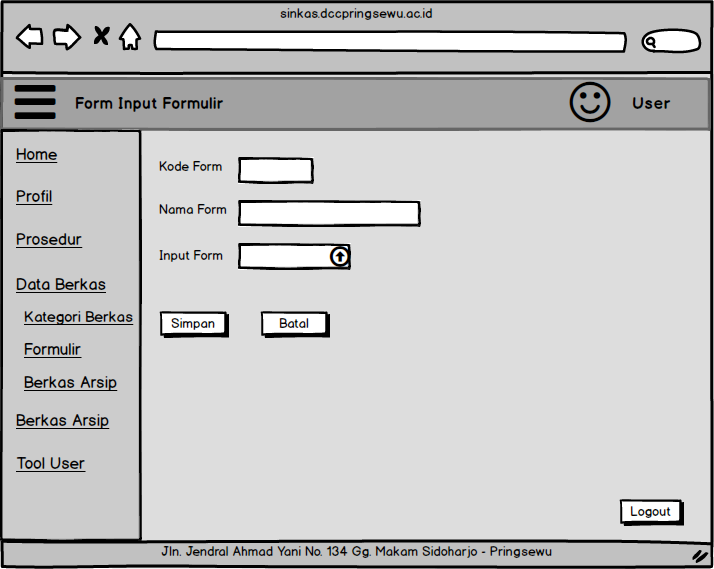 sinkas.dccpringsewu.ac.id
Form Input Formulir
User
Home
Profil
Prosedur
Data Berkas
Kategori Berkas
Formulir
Berkas Arsip
Berkas Arsip
Tool User
Kode Form
Nama Form
Input Form
Simpan
Batal
Logout
Jln. Jendral Ahmad Yani No. 134 Gg. Makam Sidoharjo - Pringsewu